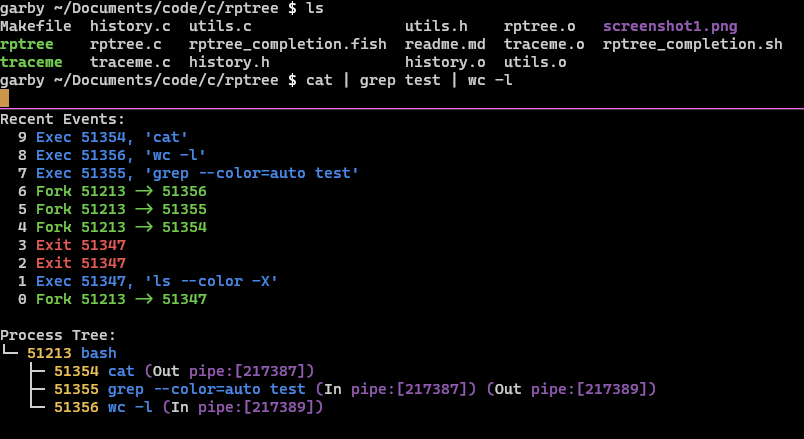 garby ~/Documents/code/c/rptree $ ls
Makefile  history.c  utils.c                 utils.h    rptree.o   screenshot1.png
rptree    rptree.c   rptree_completion.fish  readme.md  traceme.o  rptree_completion.sh
traceme   traceme.c  history.h               history.o  utils.o
garby ~/Documents/code/c/rptree $ cat | grep test | wc -l
Recent Events:
  9 Exec 51354, 'cat'
  8 Exec 51356, 'wc -l'
  7 Exec 51355, 'grep --color=auto test'
  6 Fork 51213 -> 51356
  5 Fork 51213 -> 51355
  4 Fork 51213 -> 51354
  3 Exit 51347
  2 Exit 51347
  1 Exec 51347, 'ls --color -X'
  0 Fork 51213 -> 51347
Process Tree:
└─ 51213 bash
   ├─ 51354 cat (Out pipe:[217387])
   ├─ 51355 grep --color=auto test (In pipe:[217387]) (Out pipe:[217389])
   └─ 51356 wc -l (In pipe:[217389])